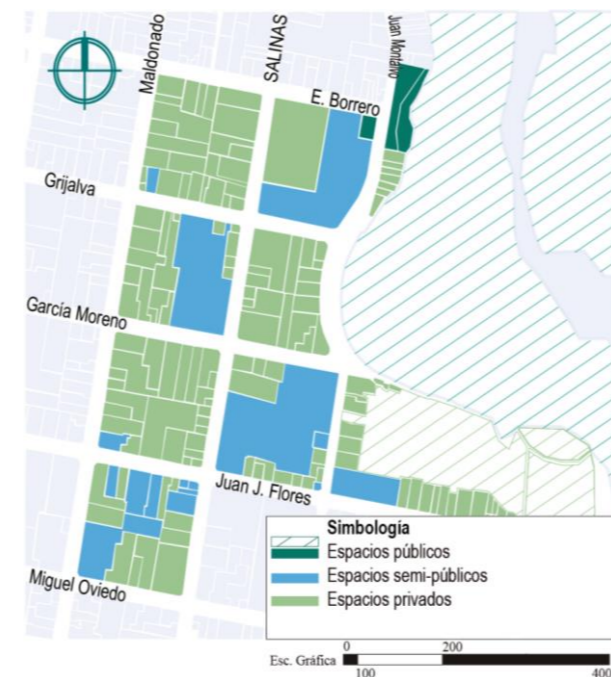 Juan Montano
SALINAS
Maldonado
E. Borrero
Grijalva
García Moreno
Juan J. Flores
Miguel Oviedo
Simbología
Espacios públicos
Espacios semi-públicos
Espacios privados
Esc. Gráfica
0 200
100 400